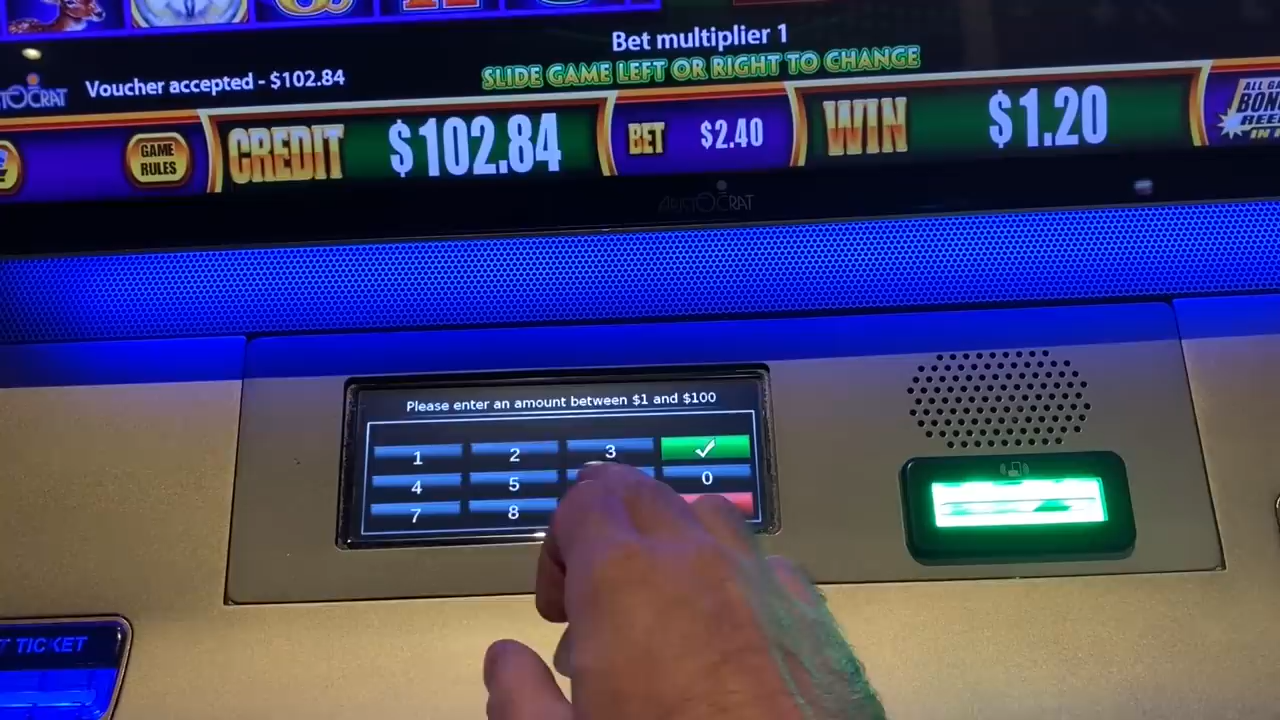 Bet multiplier 1
SLIDE GAME LEFT OR RIGHT TO CHANGE
Voucher accepted - $102.84
GAME RULES
CREDIT $102.84
BET $2.40
WIN $1.20
ALL
ARISTOCRAT
Please enter an amount between $1 and $100
1 2 3 ✓
4 5 0
7 8
TICKET